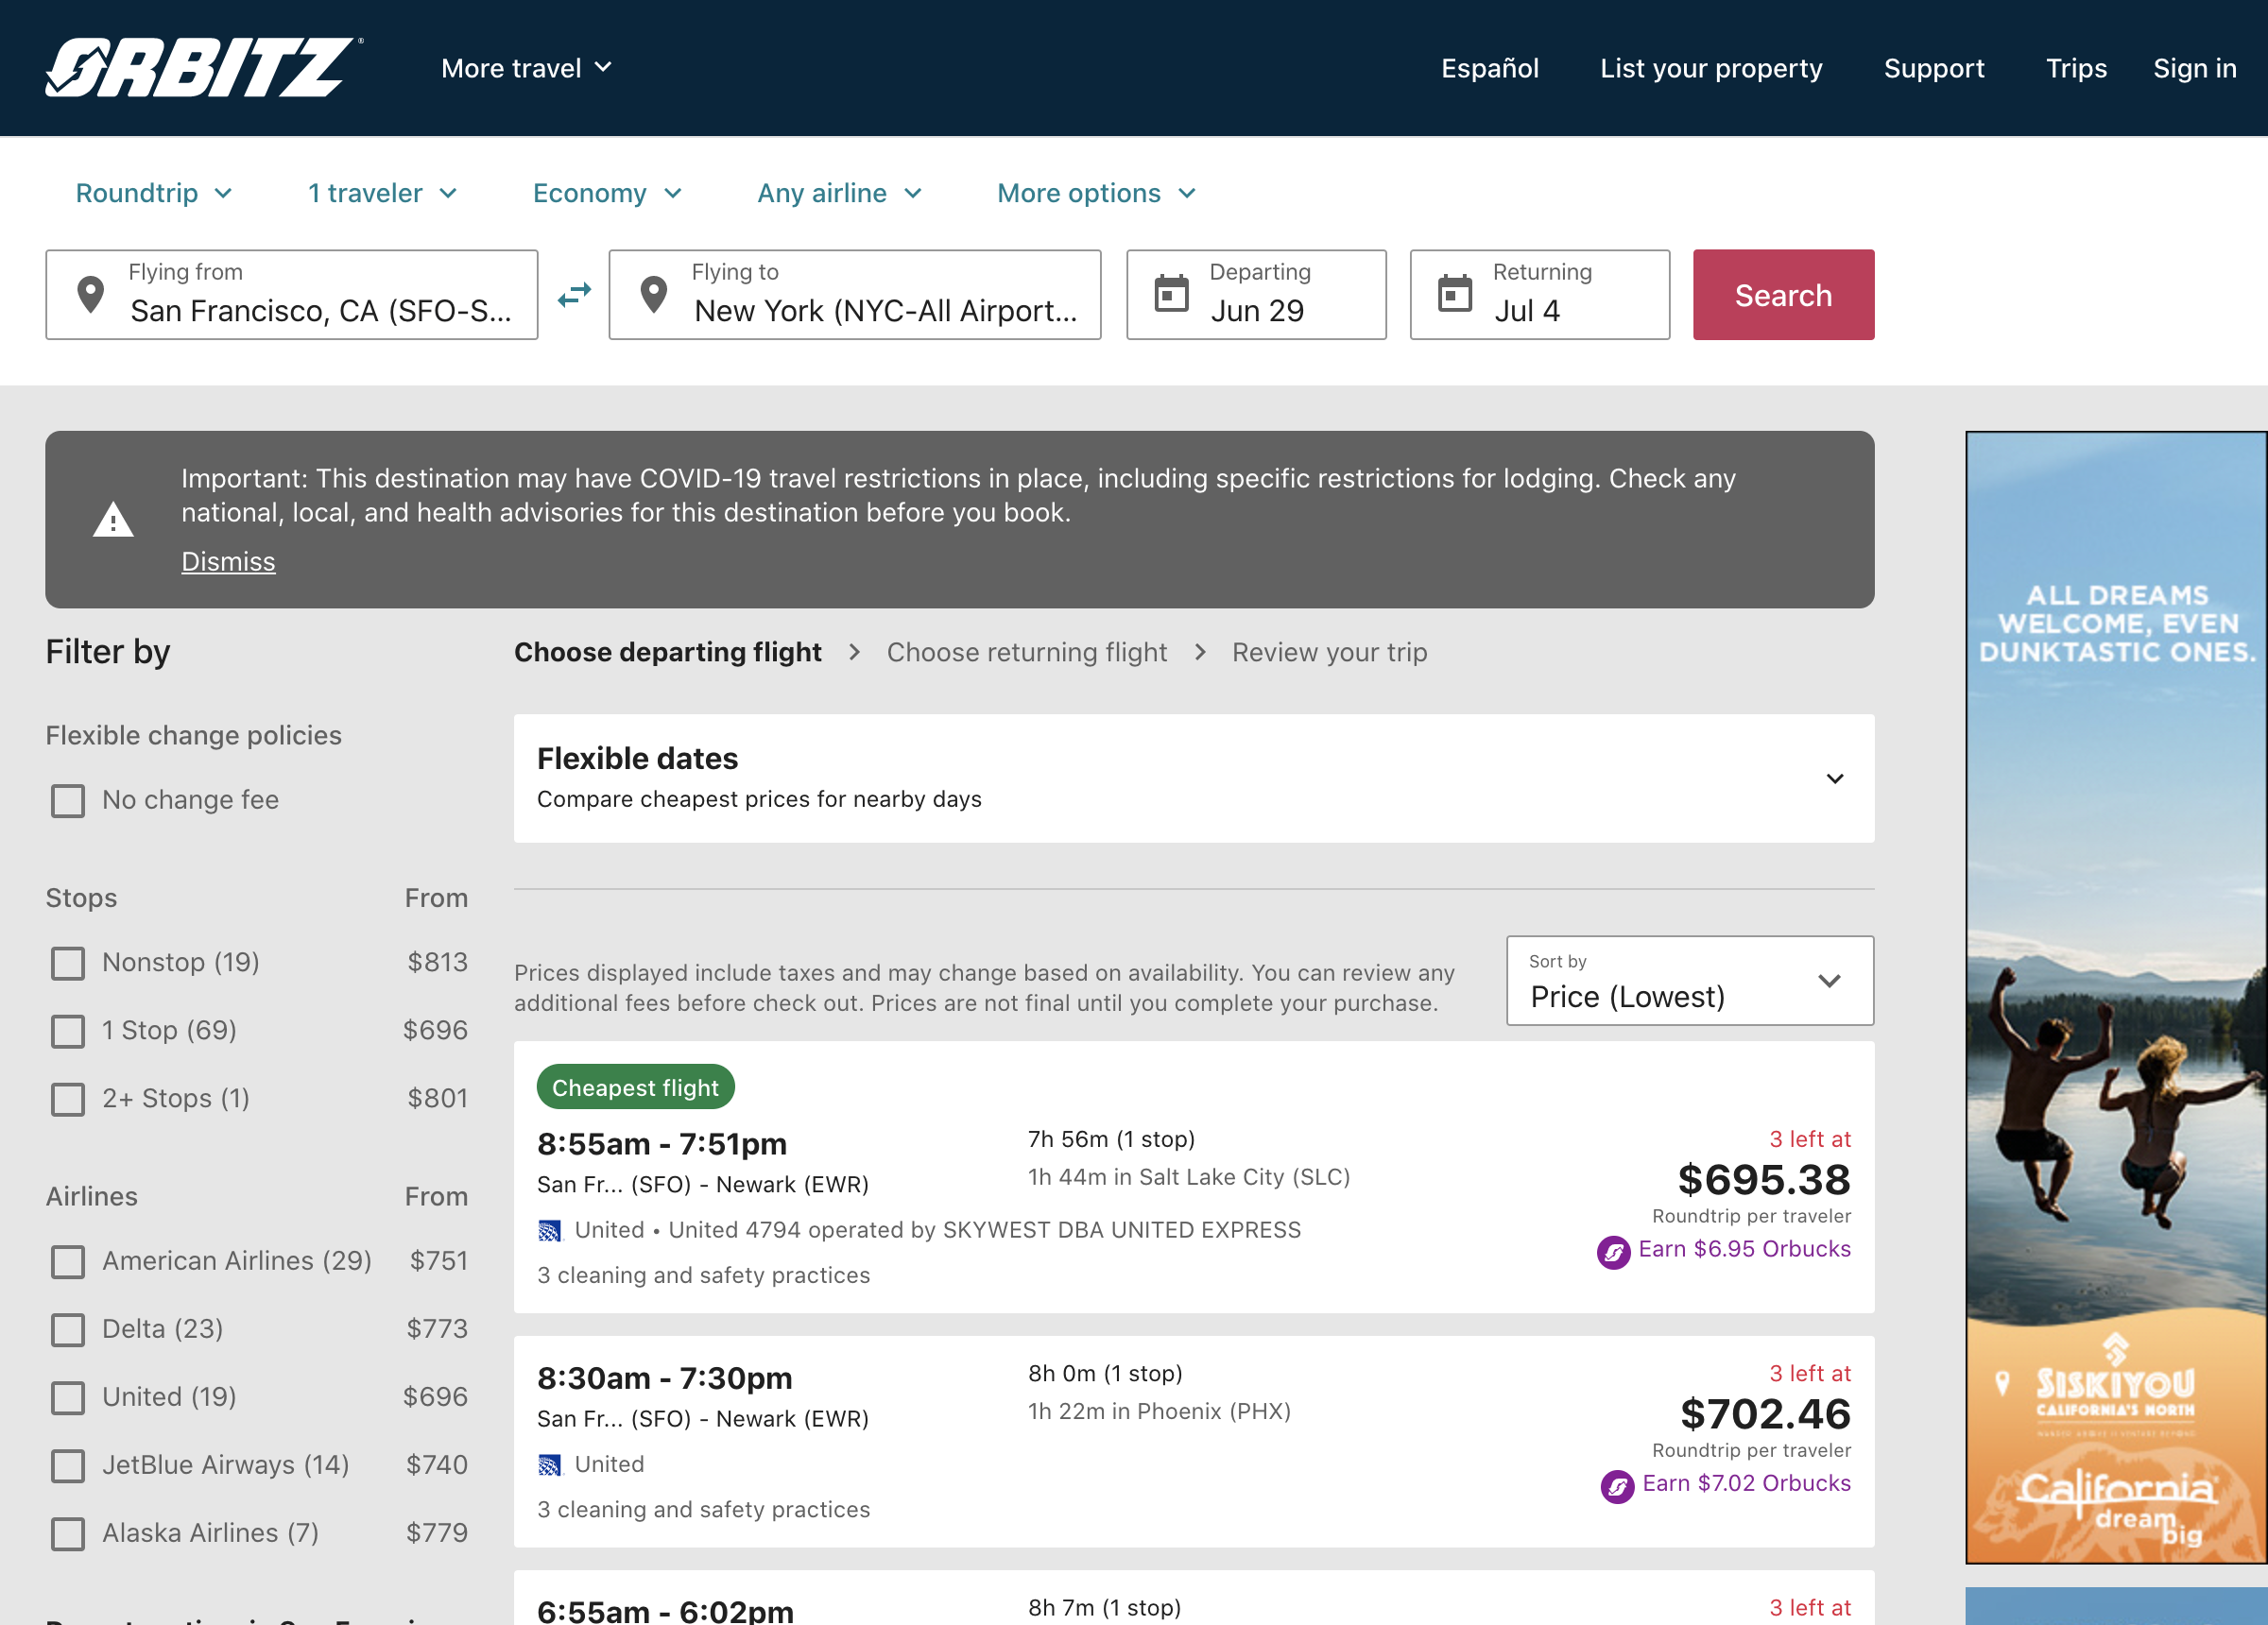 ORBITZ
More travel
Español
List your property
Support
Trips
Sign in
Roundtrip
1 traveler
Economy
Any airline
More options
Flying from
San Francisco, CA (SFO-S...
Flying to
New York (NYC-All Airport...
Departing
Jun 29
Returning
Jul 4
Search
Important: This destination may have COVID-19 travel restrictions in place, including specific restrictions for lodging. Check any
national, local, and health advisories for this destination before you book.
Dismiss
Filter by
Flexible change policies
No change fee
Stops From
Nonstop (19) $813
1 Stop (69) $696
2+ Stops (1) $801
Airlines From
American Airlines (29) $751
Delta (23) $773
United (19) $696
JetBlue Airways (14) $740
Alaska Airlines (7) $779
Choose departing flight
Choose returning flight
Review your trip
Flexible dates
Compare cheapest prices for nearby days
Prices displayed include taxes and may change based on availability. You can review any
additional fees before check out. Prices are not final until you complete your purchase.
Sort by
Price (Lowest)
Cheapest flight
8:55am - 7:51pm
San Fr... (SFO) - Newark (EWR)
United • United 4794 operated by SKYWEST DBA UNITED EXPRESS
3 cleaning and safety practices
7h 56m (1 stop)
1h 44m in Salt Lake City (SLC)
3 left at
$695.38
Roundtrip per traveler
Earn $6.95 Orbucks
8:30am - 7:30pm
San Fr... (SFO) - Newark (EWR)
United
3 cleaning and safety practices
8h 0m (1 stop)
1h 22m in Phoenix (PHX)
3 left at
$702.46
Roundtrip per traveler
Earn $7.02 Orbucks
6:55am - 6:02pm
8h 7m (1 stop)
3 left at
ALL DREAMS
WELCOME, EVEN
DUNKTASTIC ONES.
SISKIYOU
CALIFORNIA'S NORTH
California
dream
big